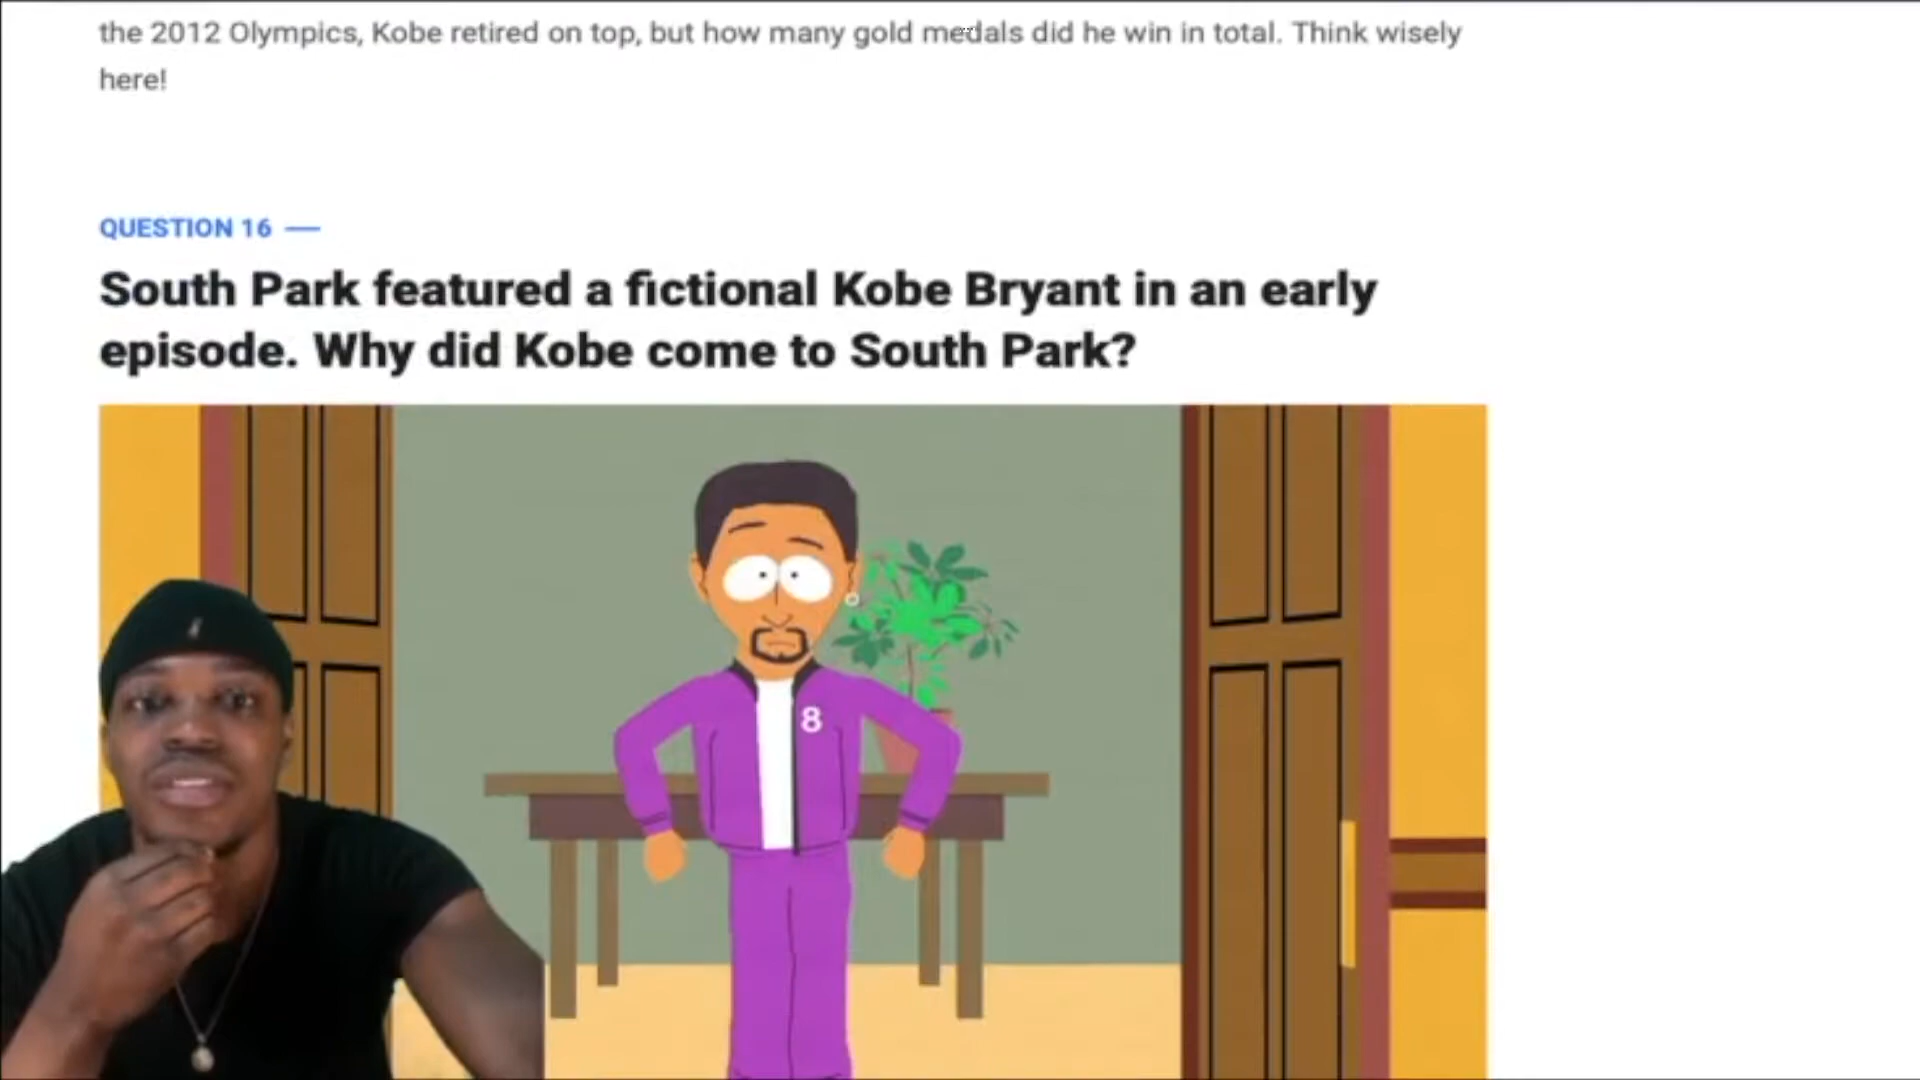 the 2012 Olympics, Kobe retired on top, but how many gold medals did he win in total. Think wisely
here!
QUESTION 16 —
South Park featured a fictional Kobe Bryant in an early
episode. Why did Kobe come to South Park?
8